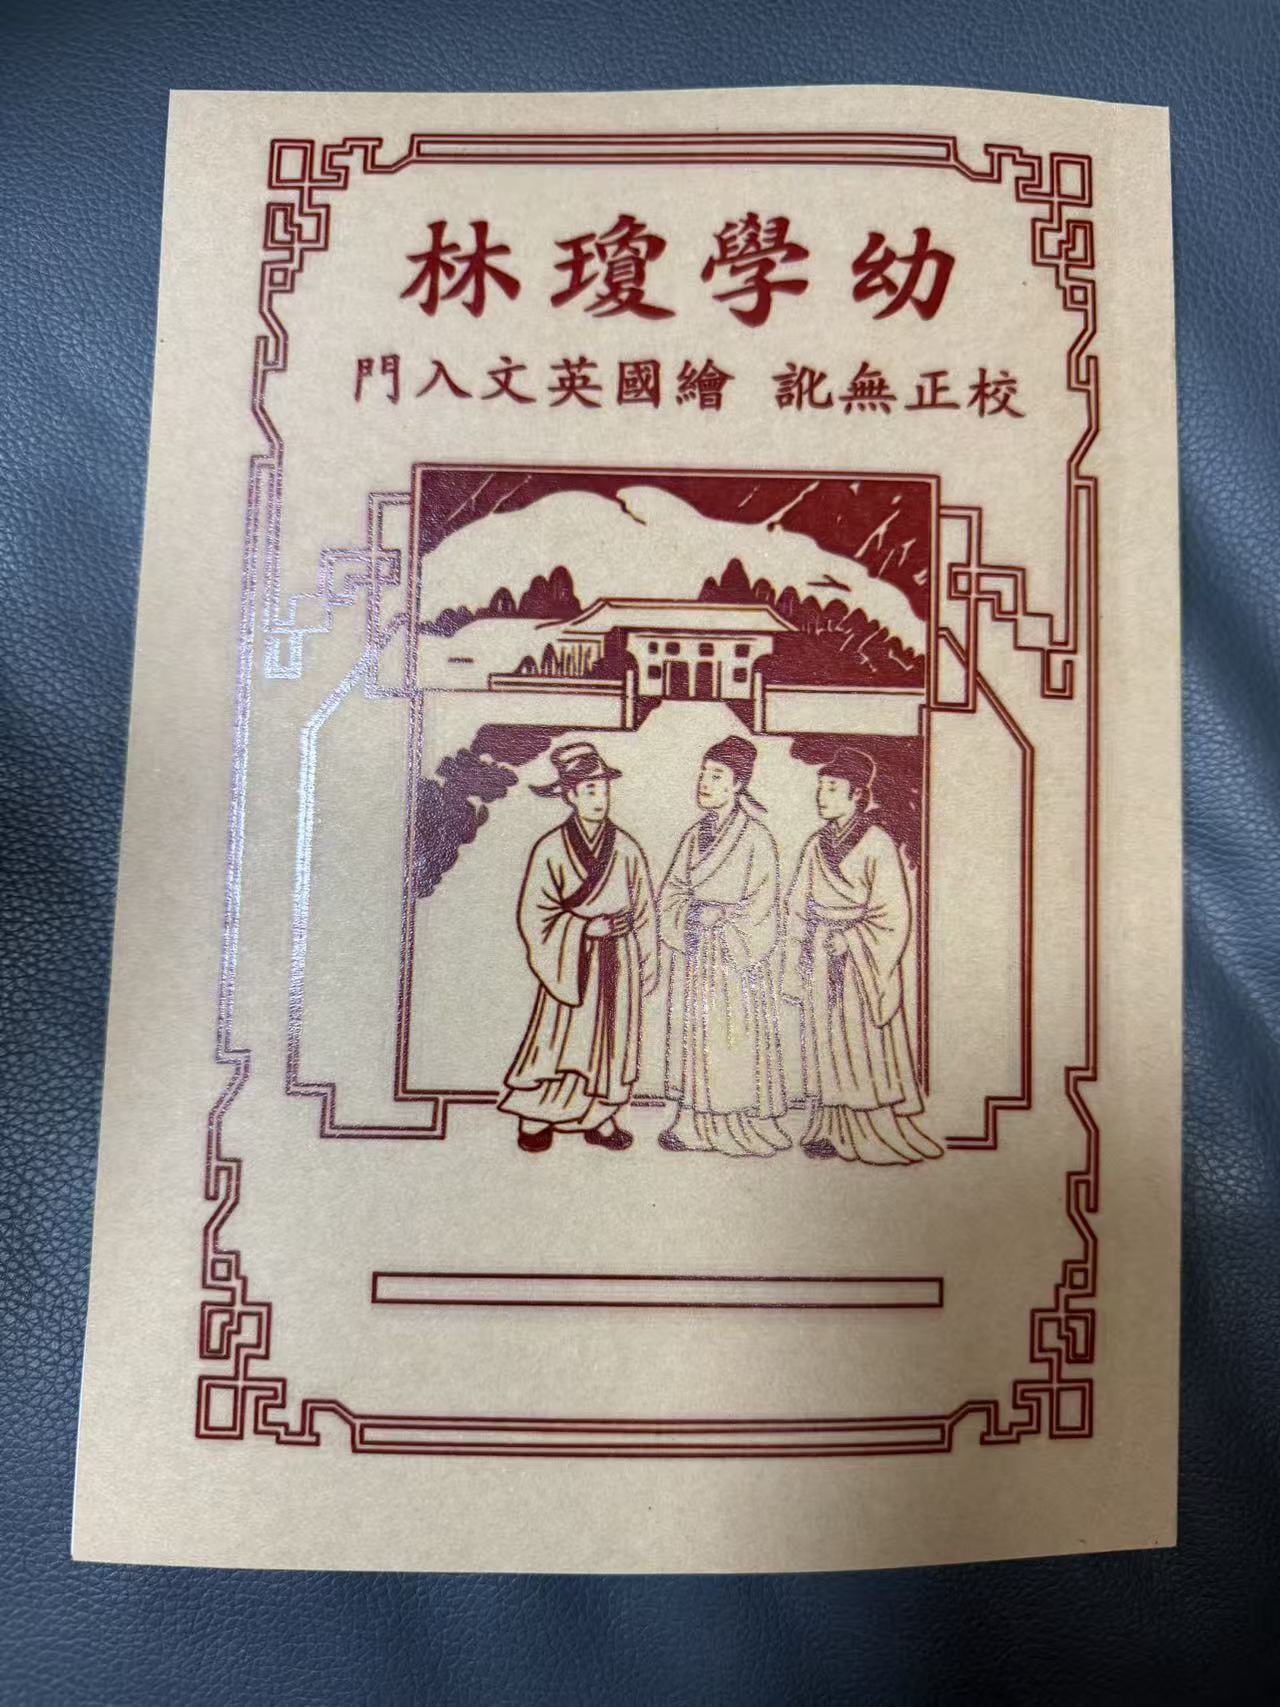 幼學瓊林
校正無訛 繪國英文入門